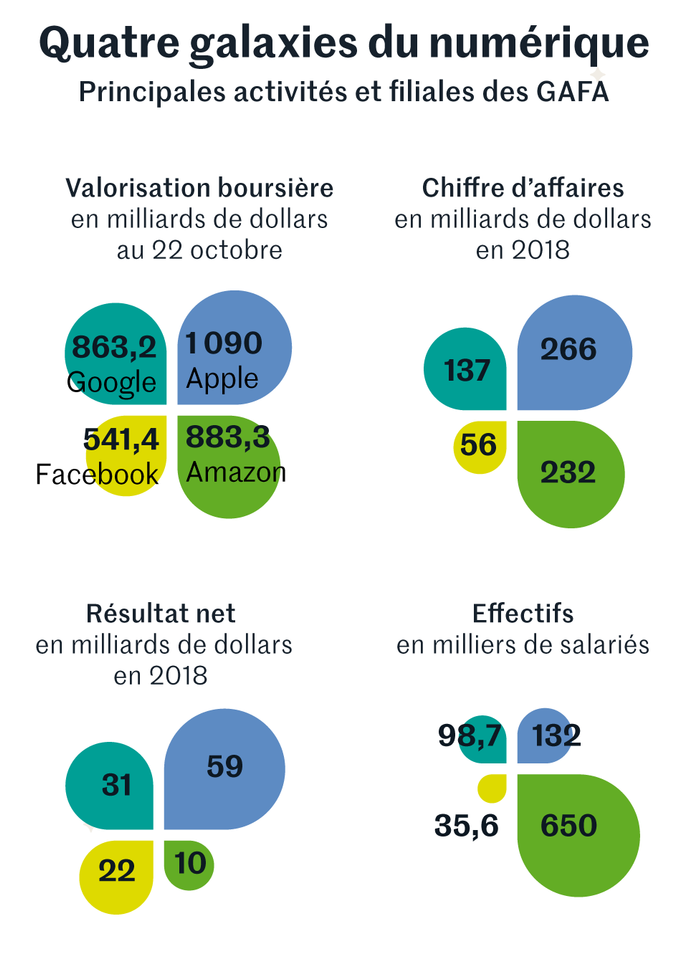 Quatre galaxies du numérique
Principales activités et filiales des GAFA
Valorisation boursière
en milliards de dollars
au 22 octobre
863,2
Google
1 090
Apple
541,4
Facebook
883,3
Amazon
Chiffre d’affaires
en milliards de dollars
en 2018
137
266
56
232
Résultat net
en milliards de dollars
en 2018
31
59
22
10
Effectifs
en milliers de salariés
98,7
132
35,6
650